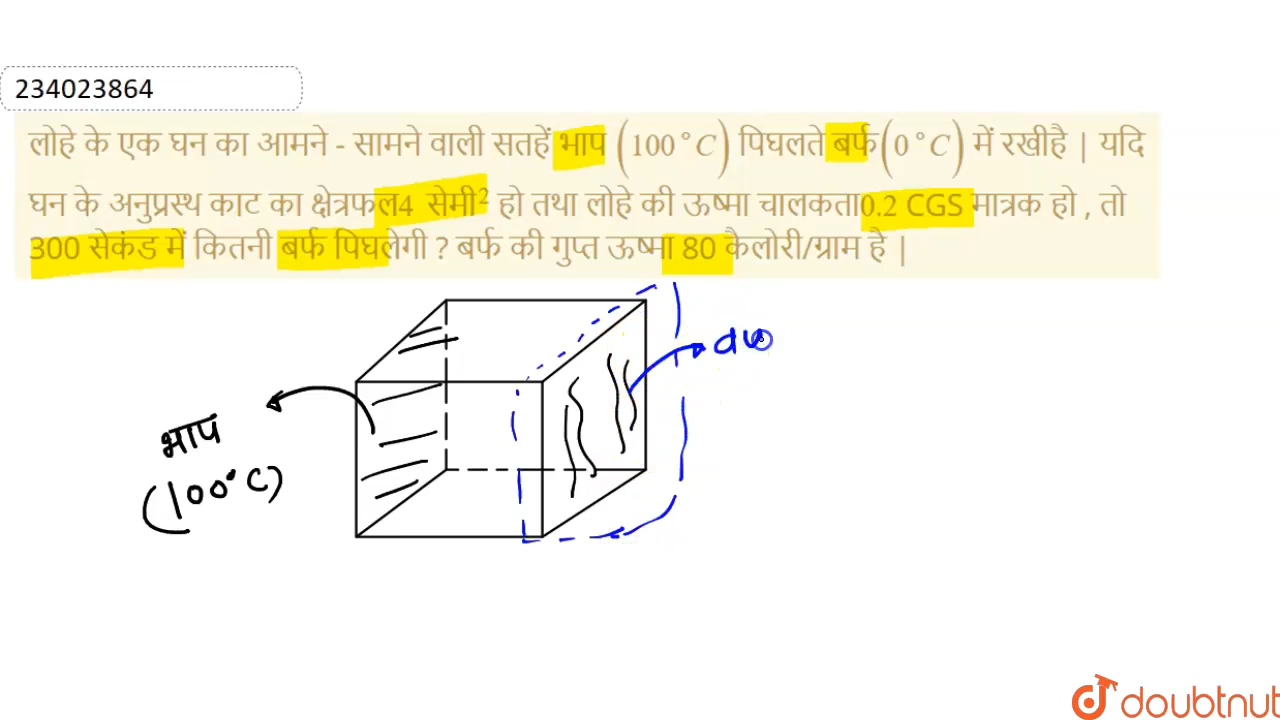 234023864
लोहे के एक घन का आमने - सामने वाली सतहें भाप (100°C) पिघलते बर्फ(0°C) में रखीहै | यदि
घन के अनुप्रस्थ काट का क्षेत्रफल4 सेमी² हो तथा लोहे की ऊष्मा चालकता0.2 CGS मात्रक हो , तो
300 सेकंड में कितनी बर्फ पिघलेगी ? बर्फ की गुप्त ऊष्मा 80 कैलोरी/ग्राम है |
भाप
(100°C)
doubtnut